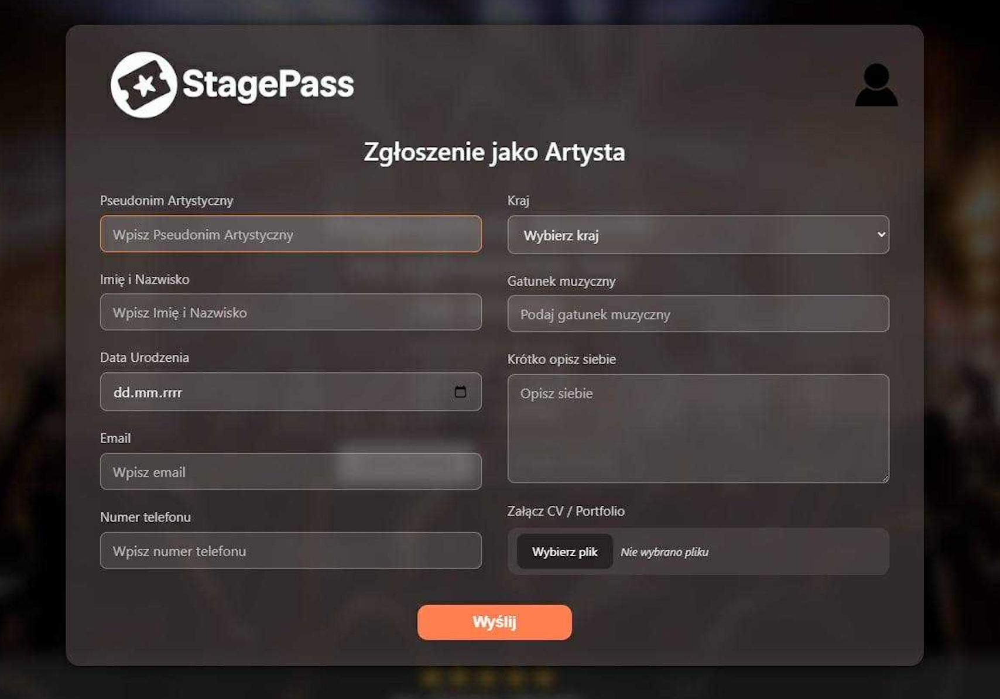 StagePass
Zgłoszenie jako Artysta
Pseudonim Artystyczny
Wpisz Pseudonim Artystyczny
Imię i Nazwisko
Wpisz Imię i Nazwisko
Data Urodzenia
dd.mm.rrrr
Email
Wpisz email
Numer telefonu
Wpisz numer telefonu
Kraj
Wybierz kraj
Gatunek muzyczny
Podaj gatunek muzyczny
Krótko opisz siebie
Opisz siebie
Załącz CV / Portfolio
Wybierz plik Nie wybrano pliku
Wyślij